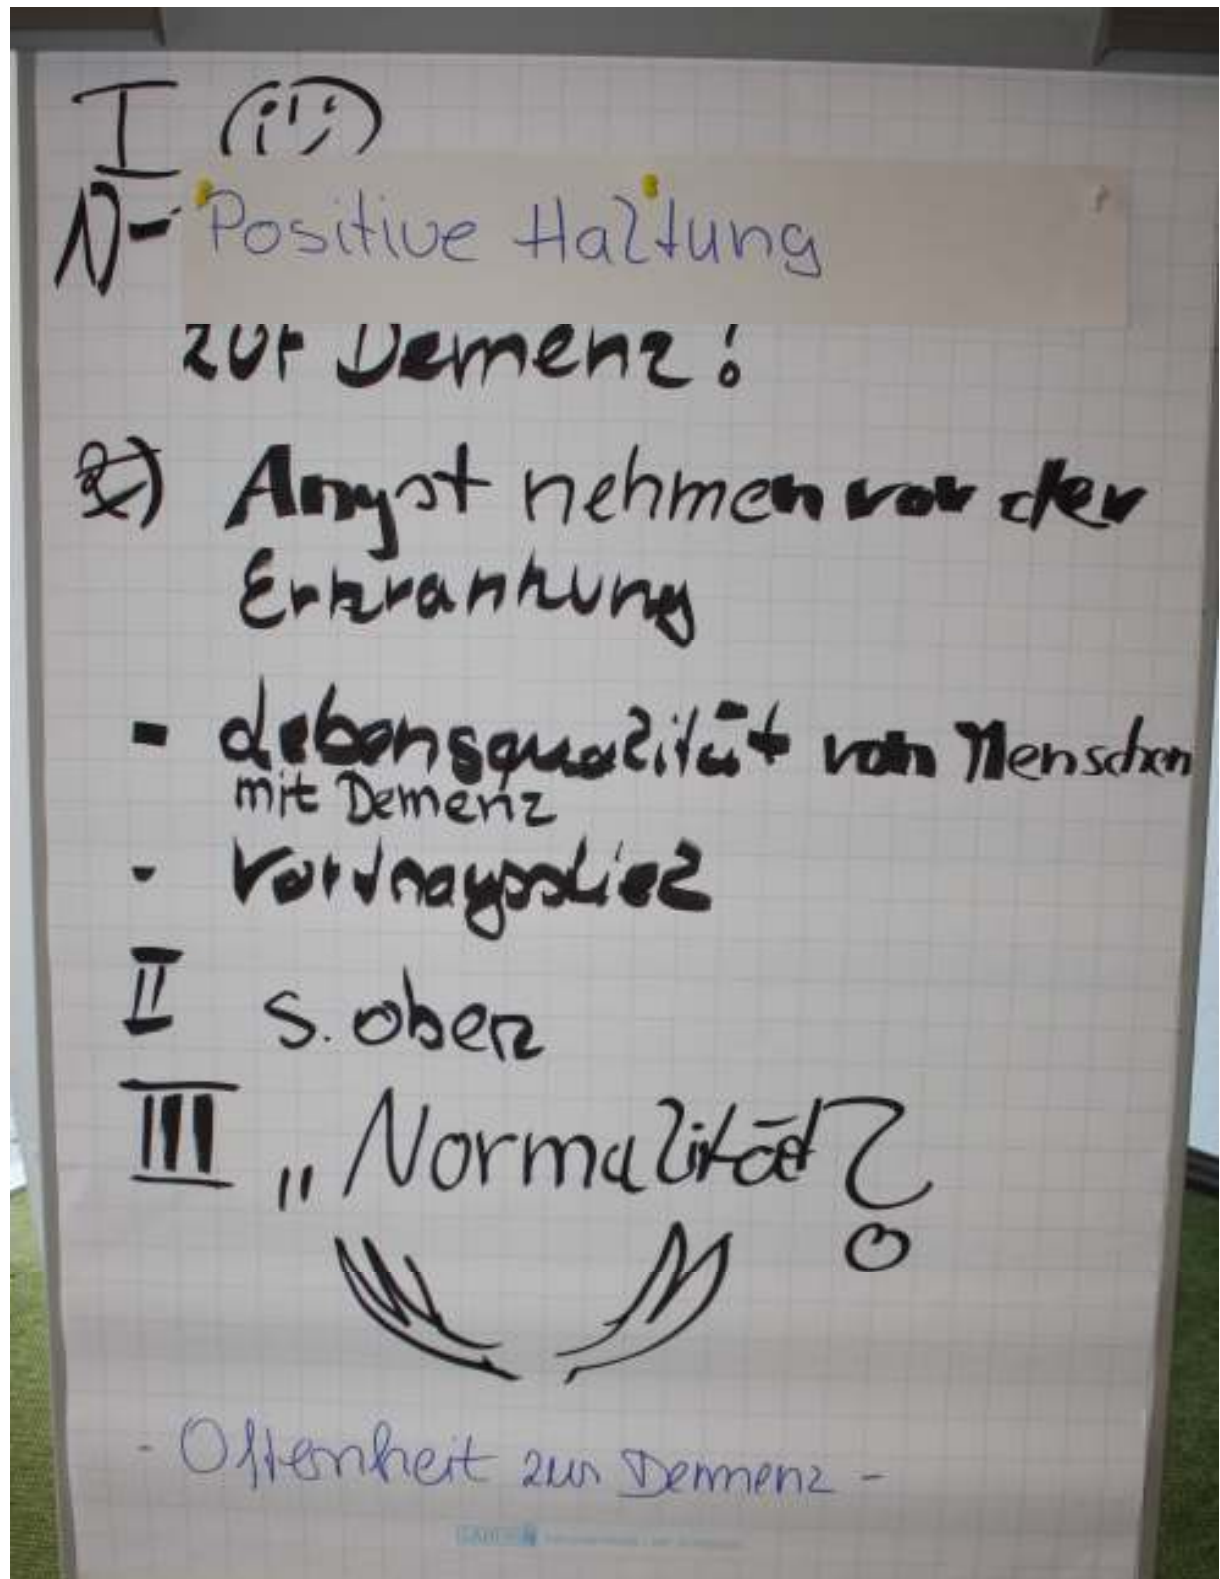 I
Positive Haltung
zur Demenz!
2) Angst nehmen vor der
Erkrankung
- Lebensqualität von Menschen
mit Demenz
-
II s. oben
III „Normalität?
- Offenheit zur Demenz -